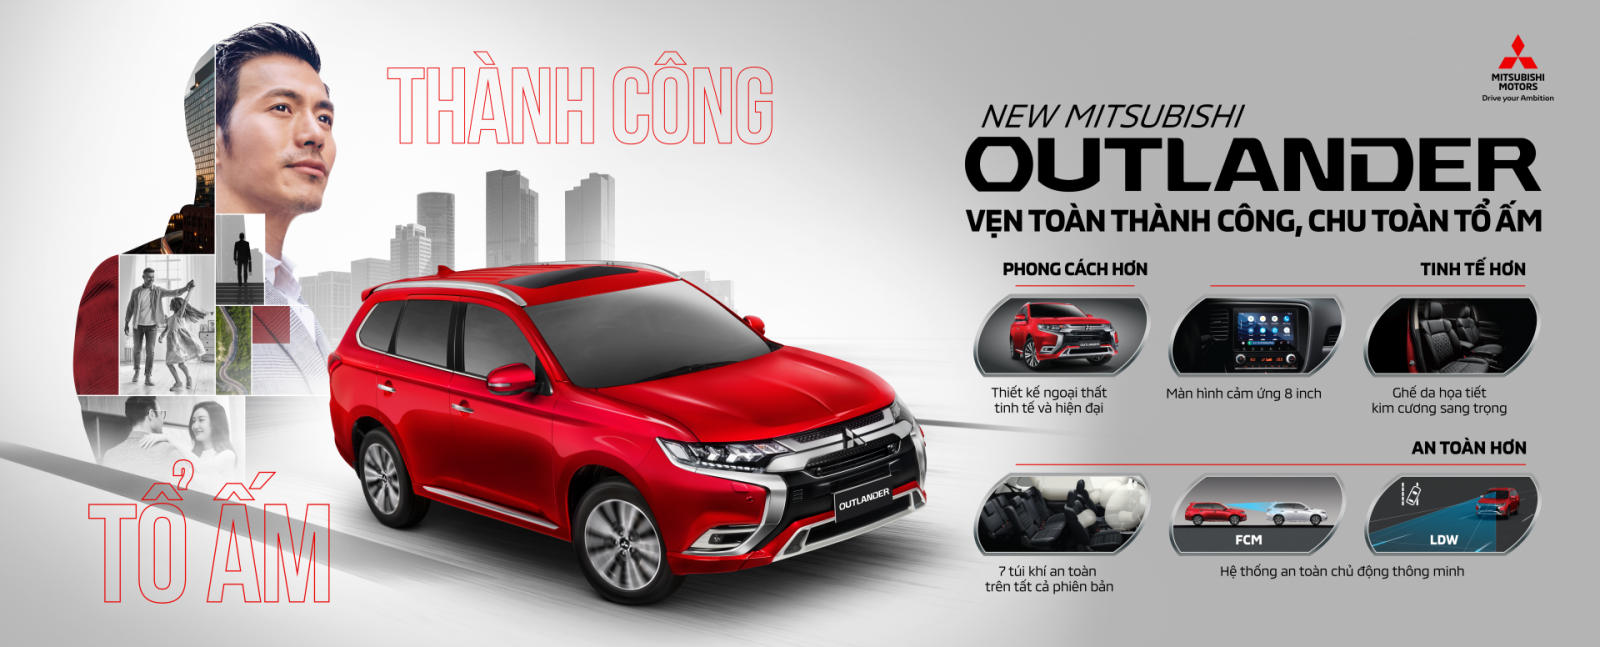 THÀNH CÔNG
TỔ ẤM
MITSUBISHI
MOTORS
Drive your Ambition
NEW MITSUBISHI
OUTLANDER
VẸN TOÀN THÀNH CÔNG, CHU TOÀN TỔ ẤM
PHONG CÁCH HƠN
TINH TẾ HƠN
OUTLANDER
Thiết kế ngoại thất
tinh tế và hiện đại
Màn hình cảm ứng 8 inch
Ghế da họa tiết
kim cương sang trọng
OUTLANDER
AN TOÀN HƠN
FCM
LDW
7 túi khí an toàn
trên tất cả phiên bản
Hệ thống an toàn chủ động thông minh